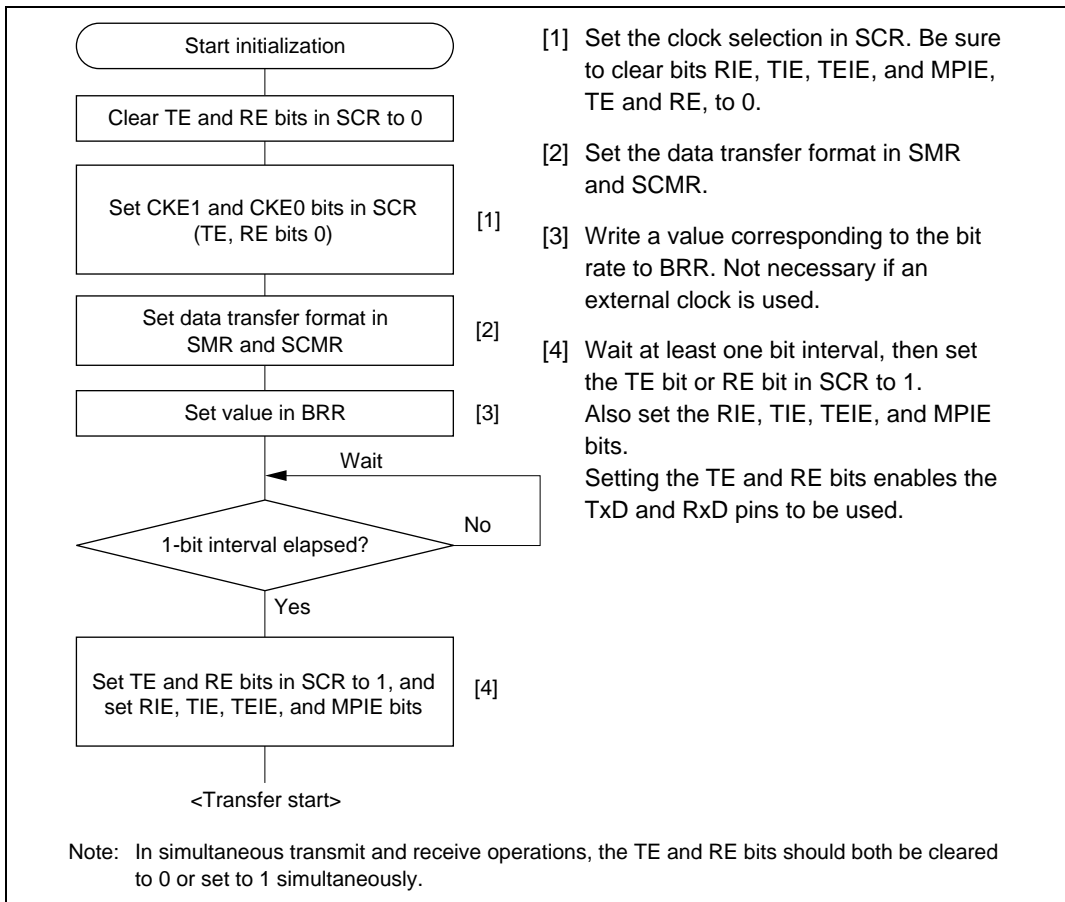 Start initialization
Clear TE and RE bits in SCR to 0
Set CKE1 and CKE0 bits in SCR
(TE, RE bits 0)
[1]
Set data transfer format in
SMR and SCMR
[2]
Set value in BRR
[3]
Wait
1-bit interval elapsed?
No
Yes
Set TE and RE bits in SCR to 1, and
set RIE, TIE, TEIE, and MPIE bits
[4]
<Transfer start>
[1] Set the clock selection in SCR. Be sure
to clear bits RIE, TIE, TEIE, and MPIE,
TE and RE, to 0.
[2] Set the data transfer format in SMR
and SCMR.
[3] Write a value corresponding to the bit
rate to BRR. Not necessary if an
external clock is used.
[4] Wait at least one bit interval, then set
the TE bit or RE bit in SCR to 1.
Also set the RIE, TIE, TEIE, and MPIE
bits.
Setting the TE and RE bits enables the
TxD and RxD pins to be used.
Note: In simultaneous transmit and receive operations, the TE and RE bits should both be cleared
to 0 or set to 1 simultaneously.